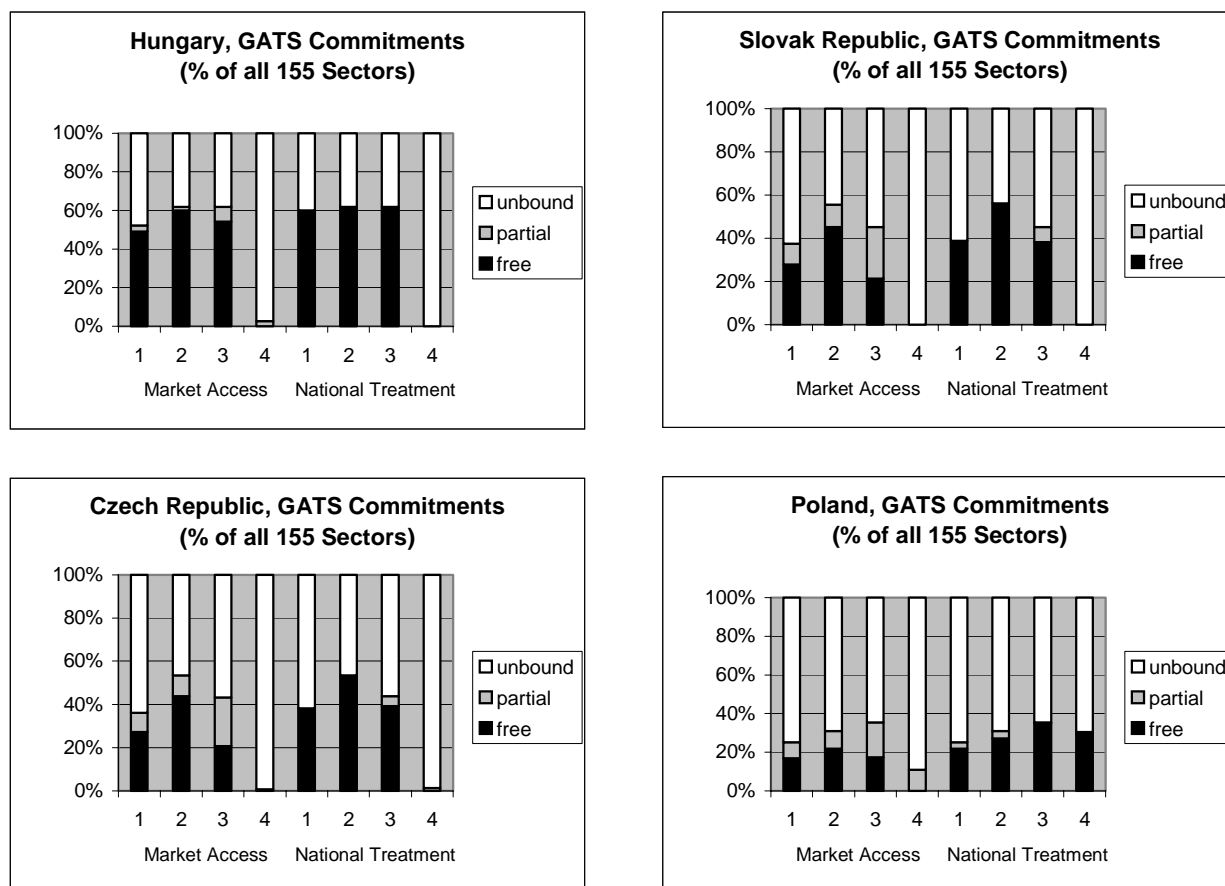 Hungary, GATS Commitments
(% of all 155 Sectors)
100%
80%
60%
40%
20%
0%
1 2 3 4 1 2 3 4
Market Access National Treatment
unbound
partial
free
Slovak Republic, GATS Commitments
(% of all 155 Sectors)
100%
80%
60%
40%
20%
0%
1 2 3 4 1 2 3 4
Market Access National Treatment
unbound
partial
free
Czech Republic, GATS Commitments
(% of all 155 Sectors)
100%
80%
60%
40%
20%
0%
1 2 3 4 1 2 3 4
Market Access National Treatment
unbound
partial
free
Poland, GATS Commitments
(% of all 155 Sectors)
100%
80%
60%
40%
20%
0%
1 2 3 4 1 2 3 4
Market Access National Treatment
unbound
partial
free